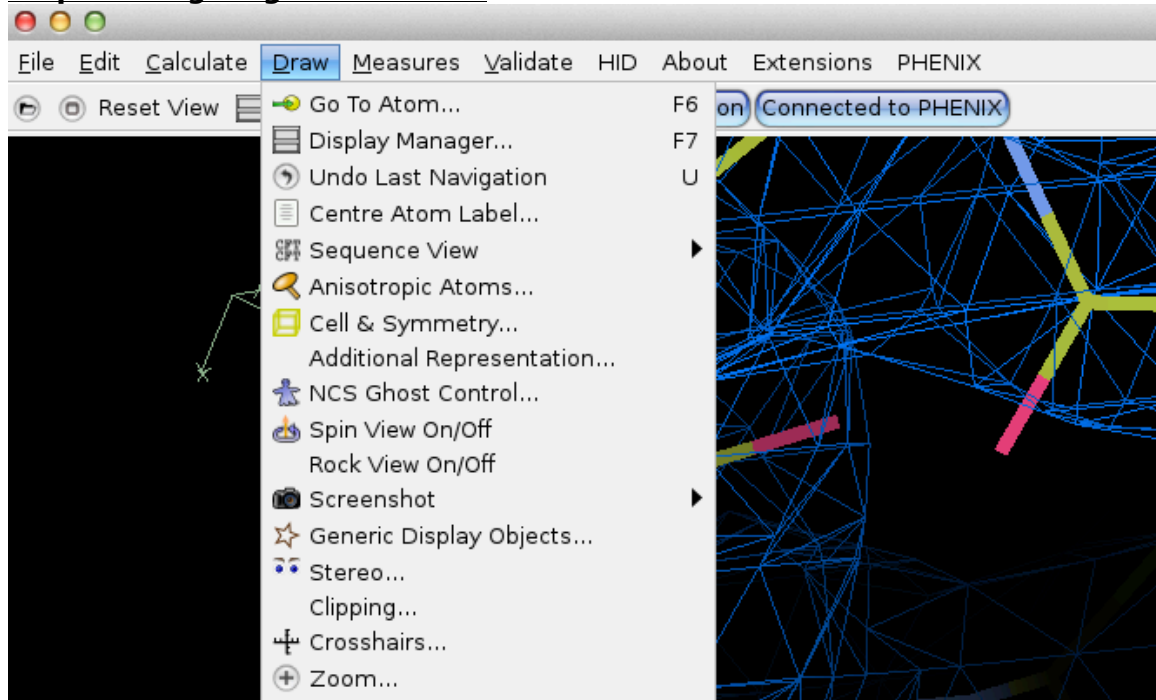 File Edit Calculate Draw Measures Validate HID About Extensions PHENIX
Reset View
on Connected to PHENIX
Go To Atom... F6
Display Manager... F7
Undo Last Navigation U
Centre Atom Label...
Sequence View
Anisotropic Atoms...
Cell & Symmetry...
Additional Representation...
NCS Ghost Control...
Spin View On/Off
Rock View On/Off
Screenshot
Generic Display Objects...
Stereo...
Clipping...
Crosshairs...
Zoom...